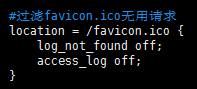 #过滤favicon.ico无用请求
location = /favicon.ico {
    log_not_found off;
    access_log off;
}